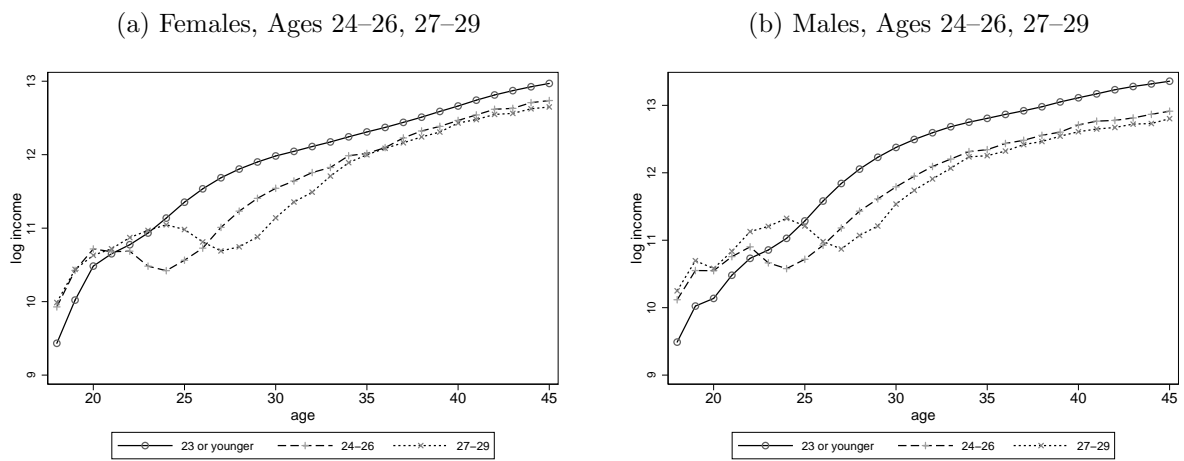 (a) Females, Ages 24–26, 27–29
log income
13
12
11
10
9
20 25 30 35 40 45
age
23 or younger 24–26 27–29
(b) Males, Ages 24–26, 27–29
log income
13
12
11
10
9
20 25 30 35 40 45
age
23 or younger 24–26 27–29